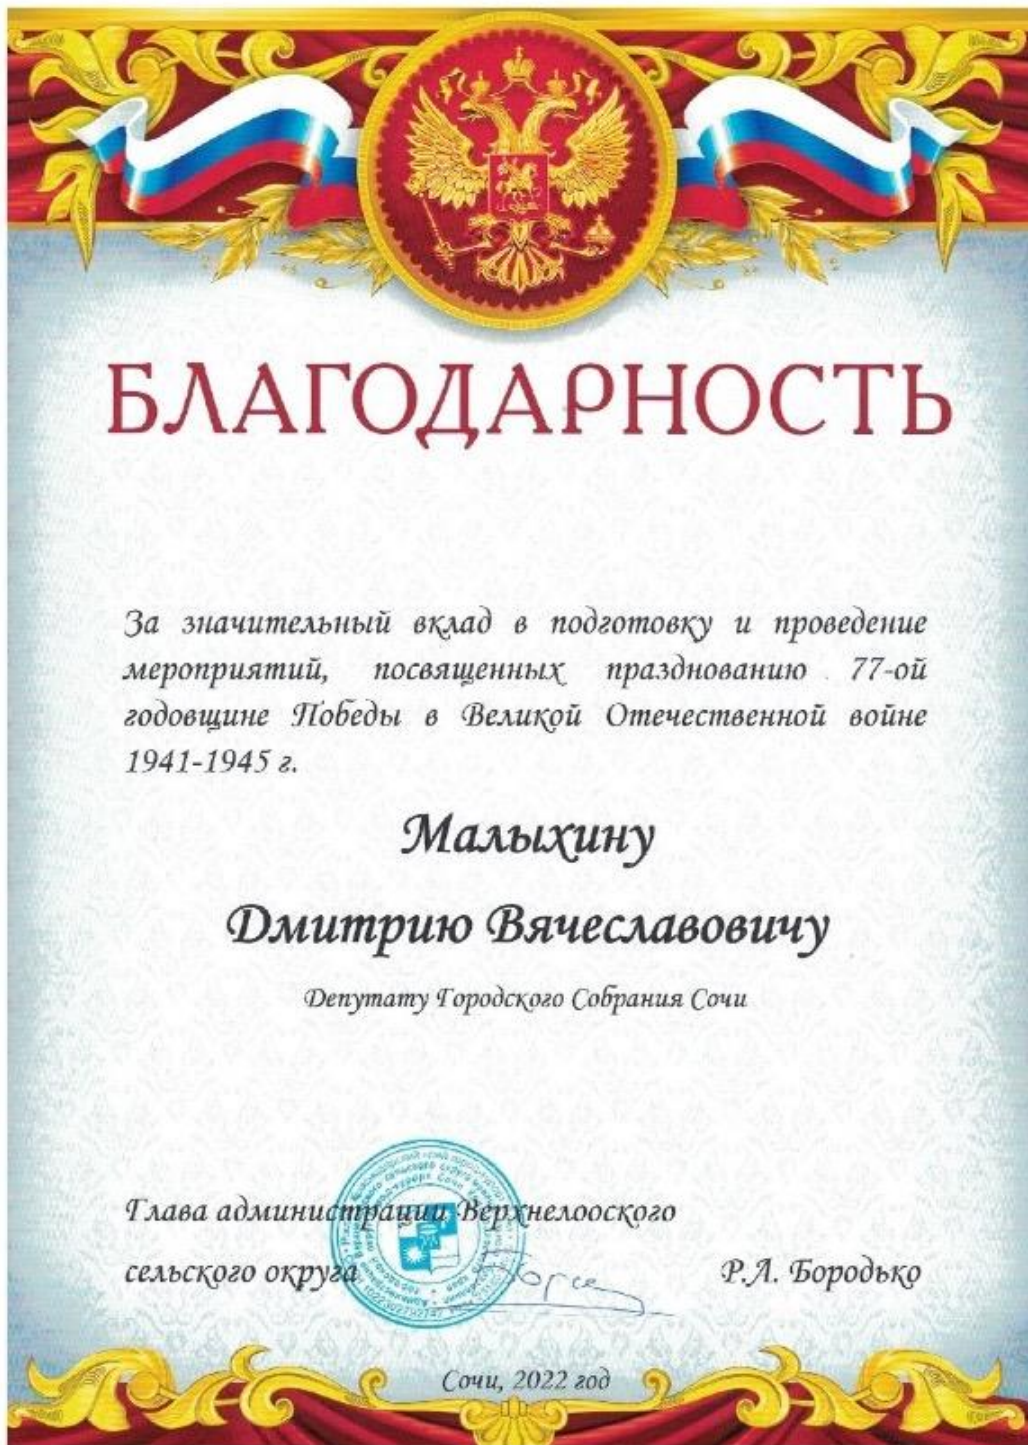 БЛАГОДАРНОСТЬ
За значительный вклад в подготовку и проведение
мероприятий, посвященных празднованию 77-ой
годовщине Победы в Великой Отечественной войне
1941-1945 г.
Малыхину
Дмитрию Вячеславовичу
Депутату Городского Собрания Сочи
Глава администрации Верхнелооского
сельского округа Р.А. Бородько
Сочи, 2022 год